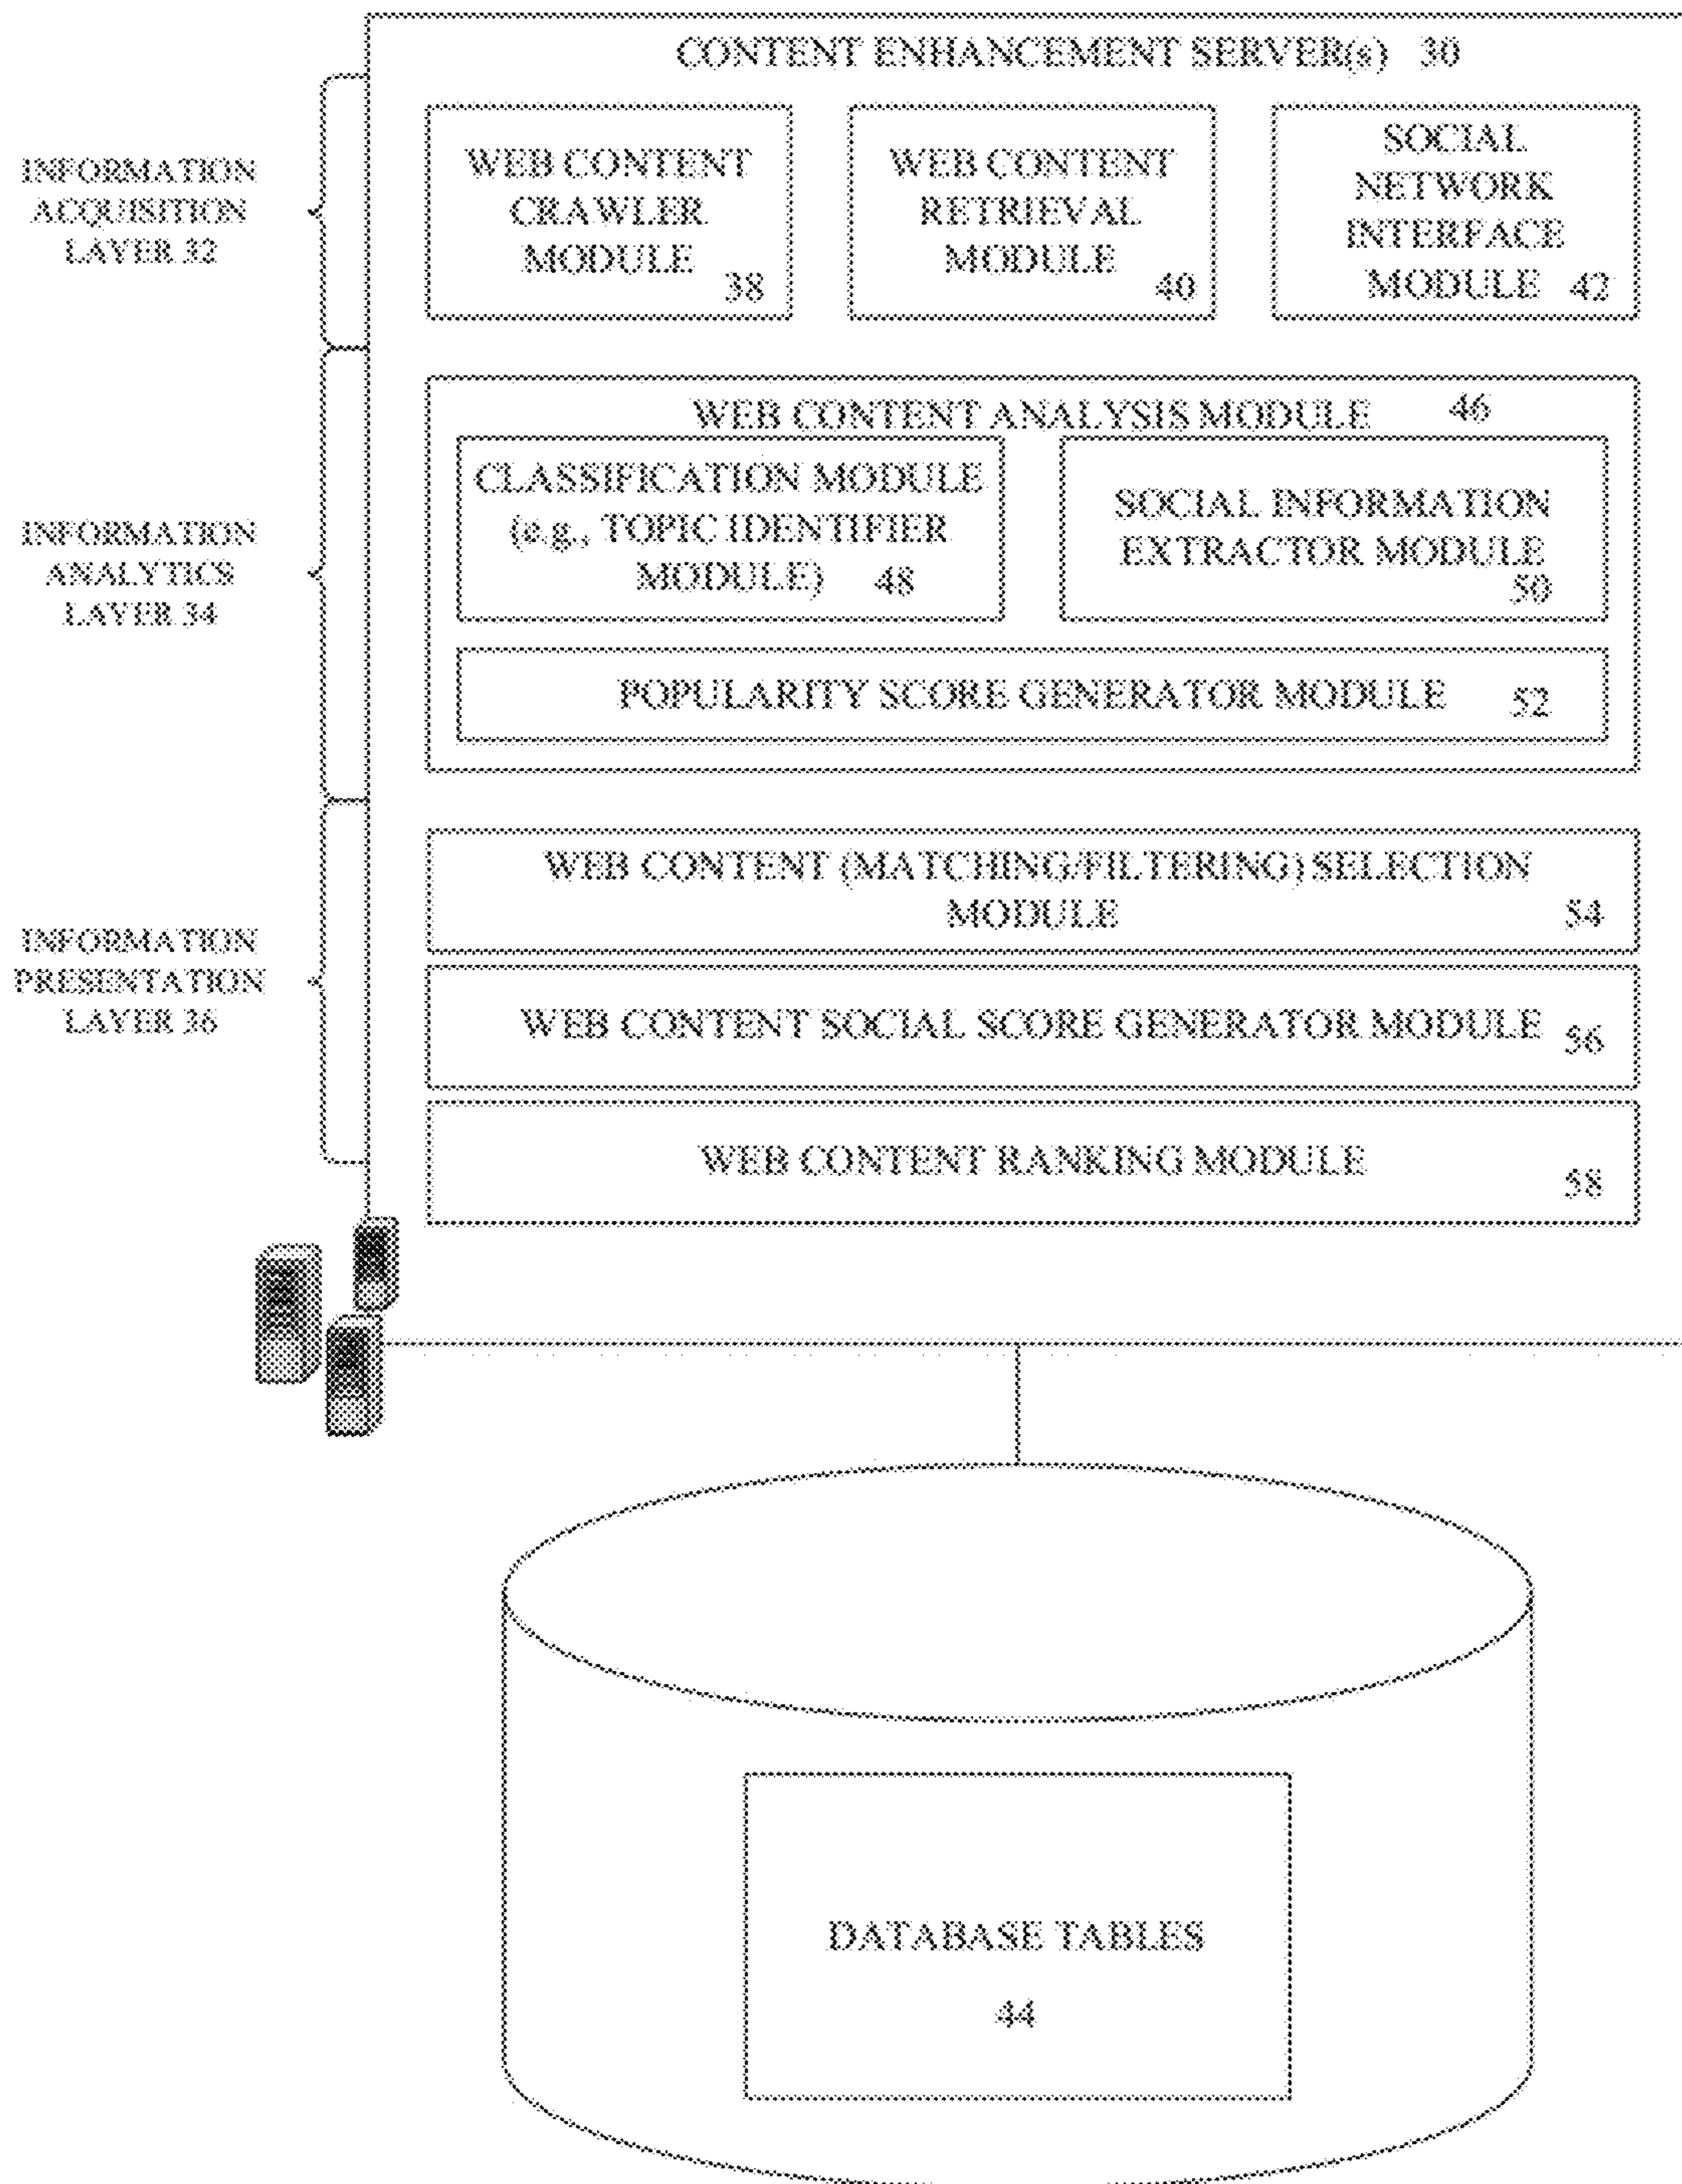 CONTENT ENHANCEMENT SERVER(s) 30
INFORMATION
ACQUISITION
LAYER 32
WEB CONTENT
CRAWLER
MODULE
38
WEB CONTENT
RETRIEVAL
MODULE
40
SOCIAL
NETWORK
INTERFACE
MODULE 42
INFORMATION
ANALYTICS
LAYER 34
WEB CONTENT ANALYSIS MODULE 46
CLASSIFICATION MODULE
(e.g., TOPIC IDENTIFIER
MODULE) 48
SOCIAL INFORMATION
EXTRACTOR MODULE
50
POPULARITY SCORE GENERATOR MODULE 52
INFORMATION
PRESENTATION
LAYER 36
WEB CONTENT (MATCHING/FILTERING) SELECTION
MODULE 54
WEB CONTENT SOCIAL SCORE GENERATOR MODULE 56
WEB CONTENT RANKING MODULE
58
DATABASE TABLES
44